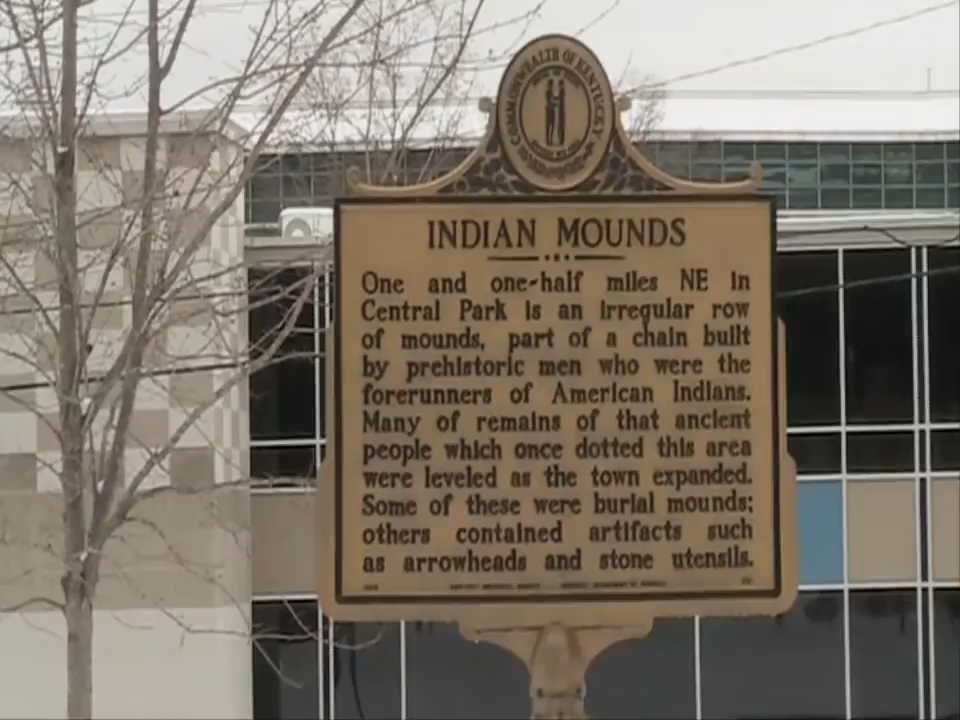 COMMONWEALTH OF KENTUCKY
INDIAN MOUNDS
One and one-half miles NE in
Central Park is an irregular row
of mounds, part of a chain built
by prehistoric men who were the
forerunners of American Indians.
Many of remains of that ancient
people which once dotted this area
were leveled as the town expanded.
Some of these were burial mounds;
others contained artifacts such
as arrowheads and stone utensils.